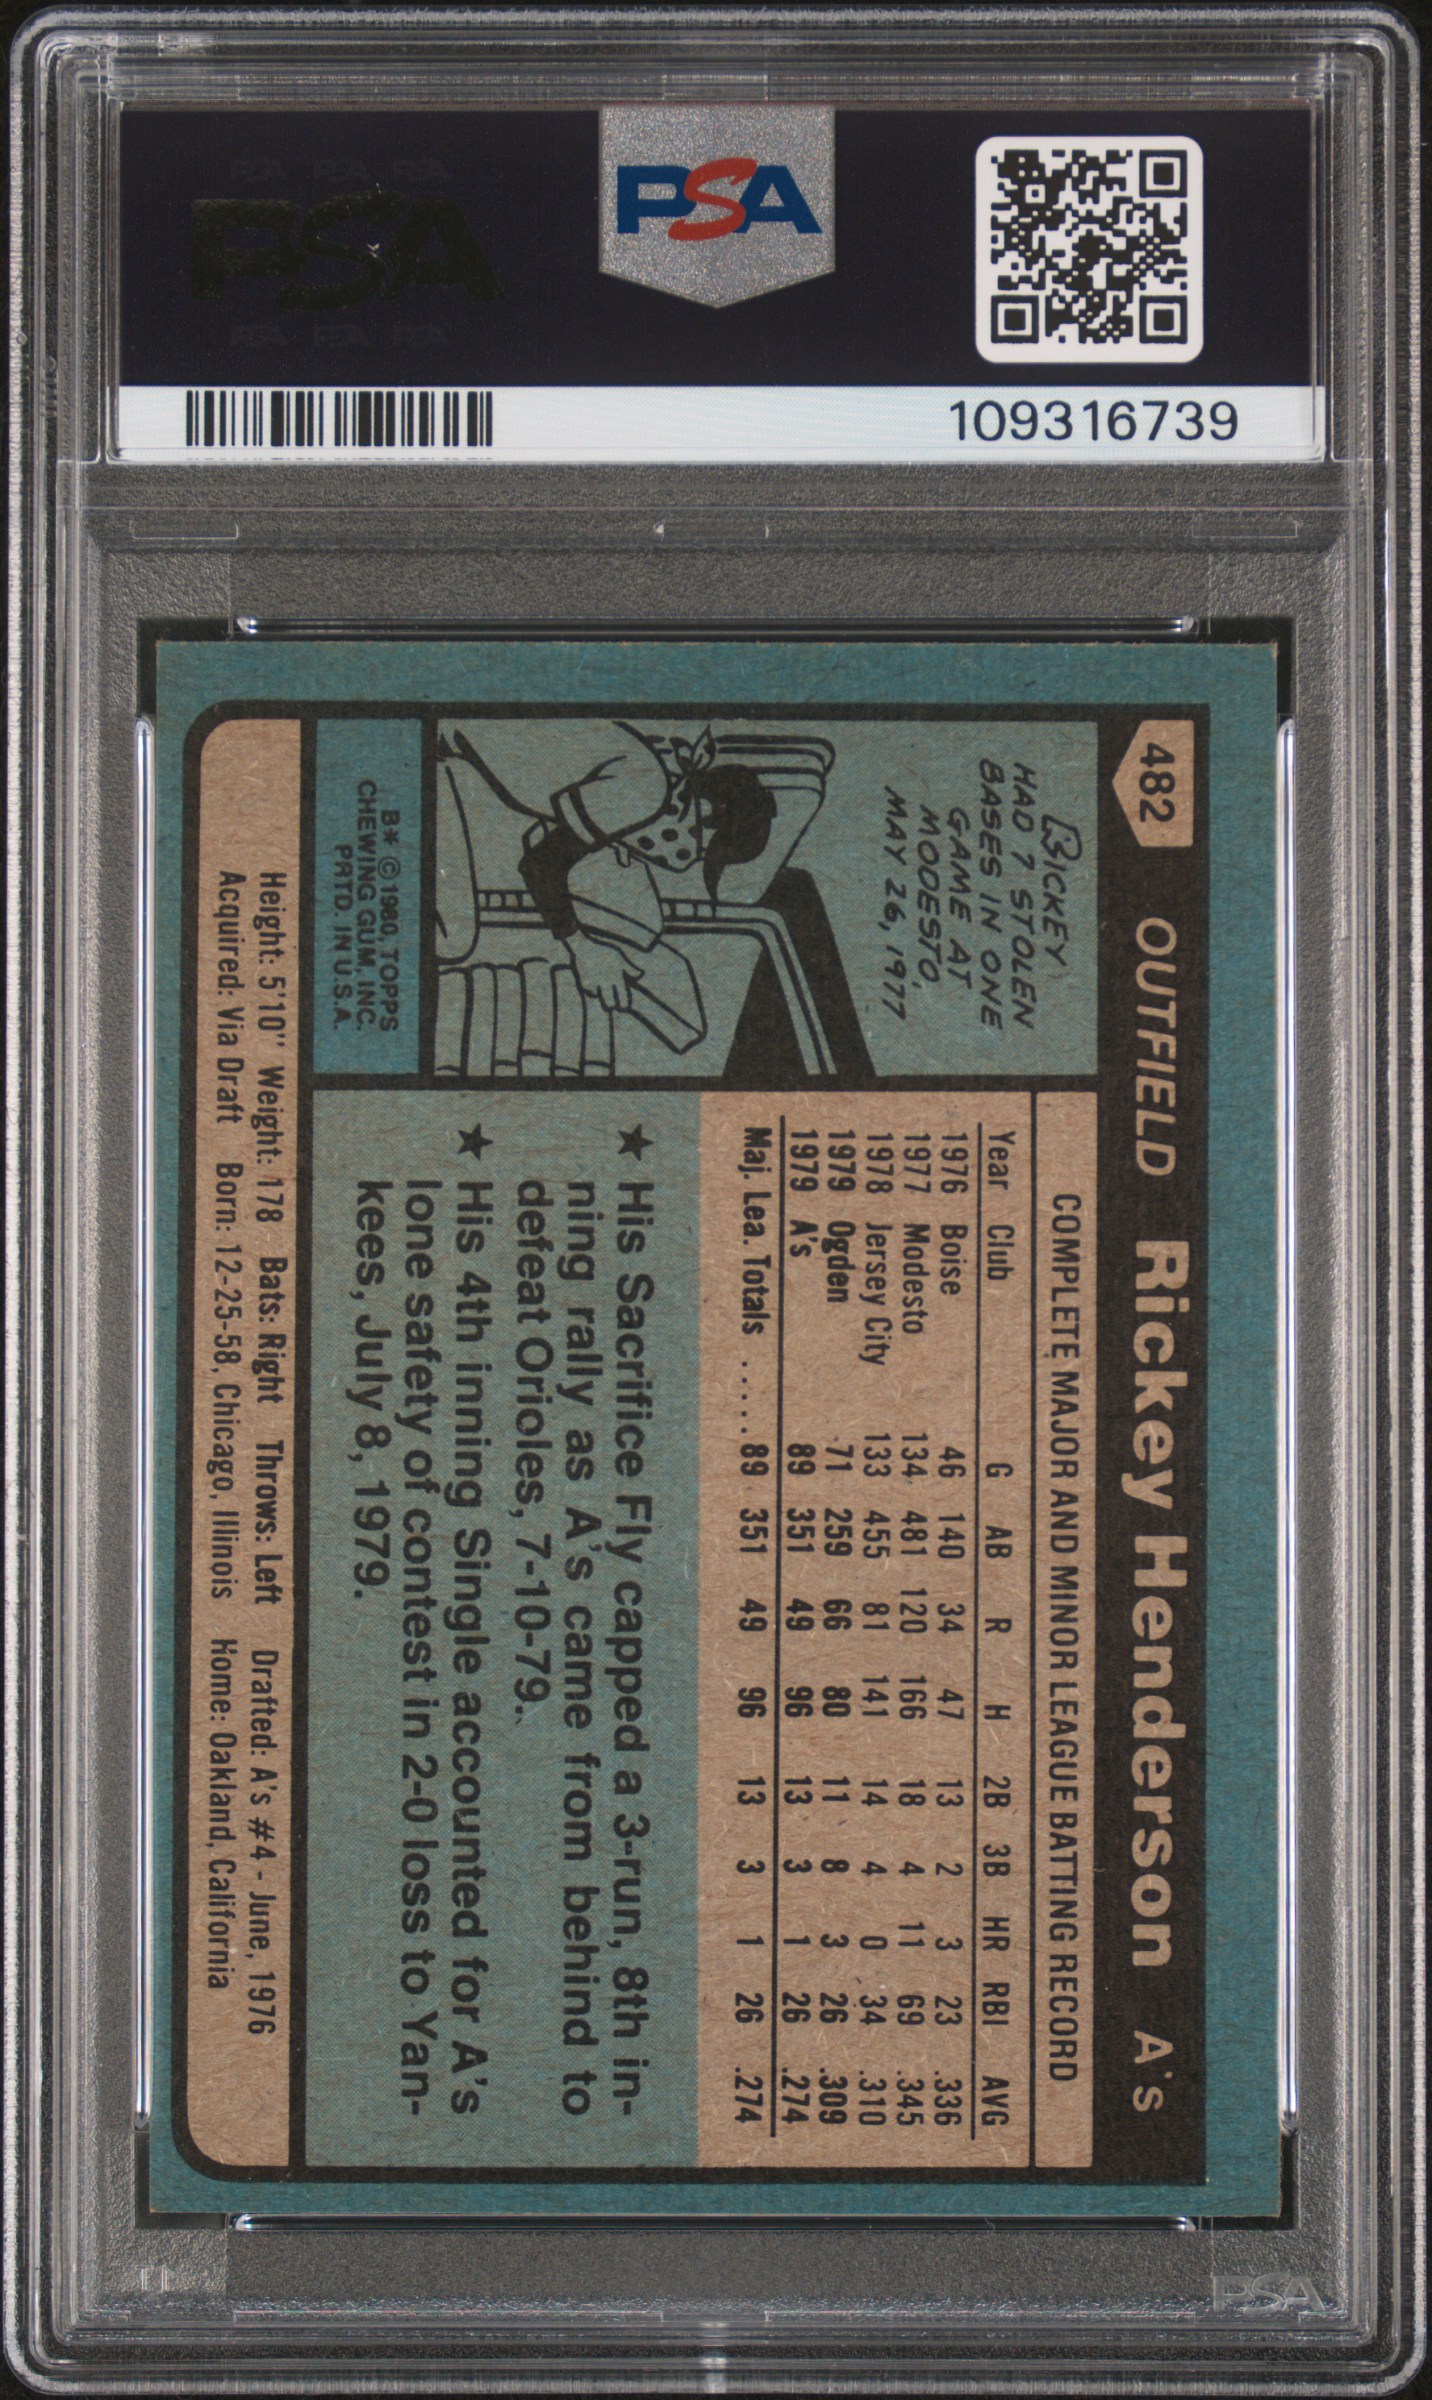 PSA
PSA PSA PSA
PSA
PSA PSA PSA
109316739
482 OUTFIELD Rickey Henderson A's
RICKEY
HAD 7 STOLEN
BASES IN ONE
GAME AT
MODESTO,
MAY 26, 1977
B* © 1980, TOPPS
CHEWING GUM, INC.
PRTD. IN U.S.A.
COMPLETE MAJOR AND MINOR LEAGUE BATTING RECORD
Year Club G AB R H 2B 3B HR RBI AVG
1976 Boise 46 140 34 47 13 2 3 23 .336
1977 Modesto 134 481 120 166 18 4 11 69 .345
1978 Jersey City 133 455 81 141 14 4 0 34 .310
1979 Ogden 71 259 66 80 11 8 3 26 .309
1979 A's 89 351 49 96 13 3 1 26 .274
Maj. Lea. Totals ..... 89 351 49 96 13 3 1 26 .274
★ His Sacrifice Fly capped a 3-run, 8th in-
ning rally as A's came from behind to
defeat Orioles, 7-10-79.
★ His 4th inning Single accounted for A's
lone safety of contest in 2-0 loss to Yan-
kees, July 8, 1979.
Height: 5'10" Weight: 178 Bats: Right Throws: Left Drafted: A's #4 - June, 1976
Acquired: Via Draft Born: 12-25-58, Chicago, Illinois Home: Oakland, California
PSA